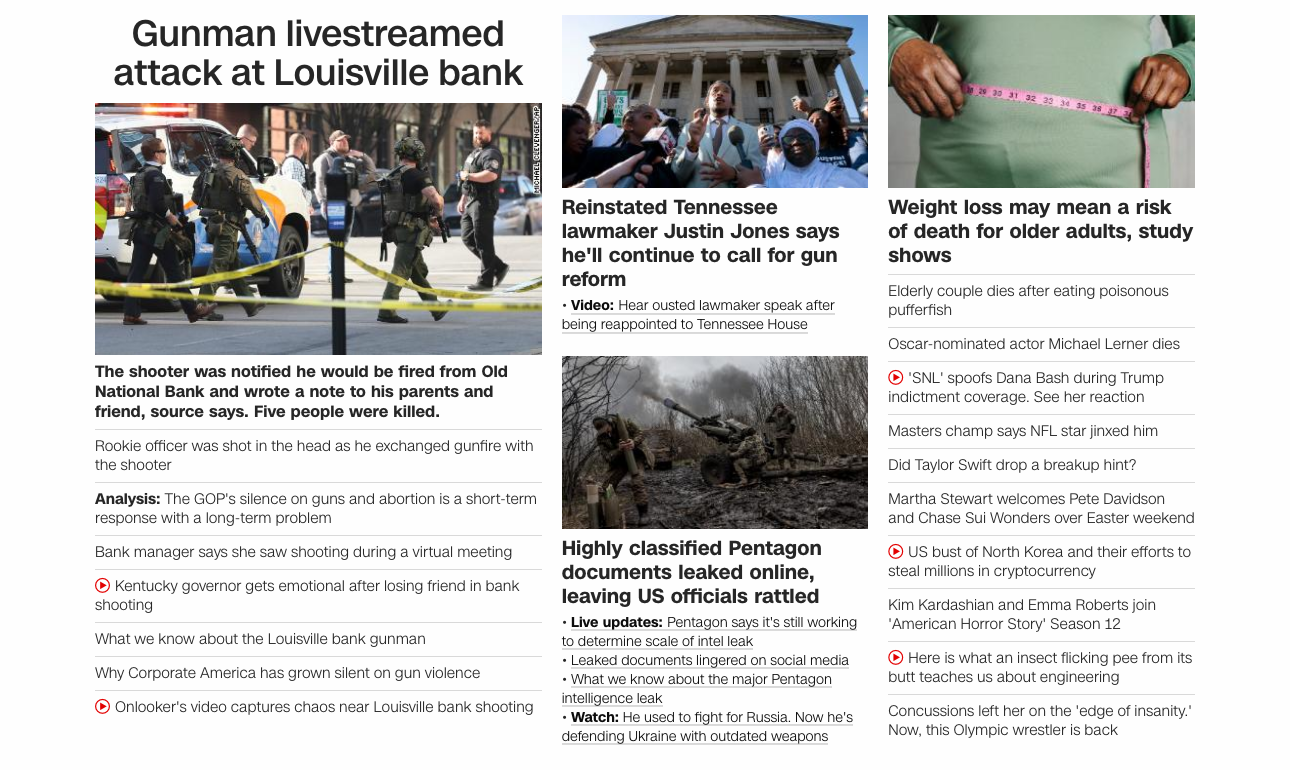 Gunman livestreamed
attack at Louisville bank
MICHAEL CLEVENGER/AP
The shooter was notified he would be fired from Old
National Bank and wrote a note to his parents and
friend, source says. Five people were killed.
Rookie officer was shot in the head as he exchanged gunfire with
the shooter
Analysis: The GOP's silence on guns and abortion is a short-term
response with a long-term problem
Bank manager says she saw shooting during a virtual meeting
Kentucky governor gets emotional after losing friend in bank
shooting
What we know about the Louisville bank gunman
Why Corporate America has grown silent on gun violence
Onlooker's video captures chaos near Louisville bank shooting
Reinstated Tennessee
lawmaker Justin Jones says
he'll continue to call for gun
reform
• Video: Hear ousted lawmaker speak after
being reappointed to Tennessee House
Highly classified Pentagon
documents leaked online,
leaving US officials rattled
• Live updates: Pentagon says it's still working
to determine scale of intel leak
• Leaked documents lingered on social media
• What we know about the major Pentagon
intelligence leak
• Watch: He used to fight for Russia. Now he's
defending Ukraine with outdated weapons
29 30 31 32 33 34 35 36 37
Weight loss may mean a risk
of death for older adults, study
shows
Elderly couple dies after eating poisonous
pufferfish
Oscar-nominated actor Michael Lerner dies
'SNL' spoofs Dana Bash during Trump
indictment coverage. See her reaction
Masters champ says NFL star jinxed him
Did Taylor Swift drop a breakup hint?
Martha Stewart welcomes Pete Davidson
and Chase Sui Wonders over Easter weekend
US bust of North Korea and their efforts to
steal millions in cryptocurrency
Kim Kardashian and Emma Roberts join
'American Horror Story' Season 12
Here is what an insect flicking pee from its
butt teaches us about engineering
Concussions left her on the 'edge of insanity.'
Now, this Olympic wrestler is back